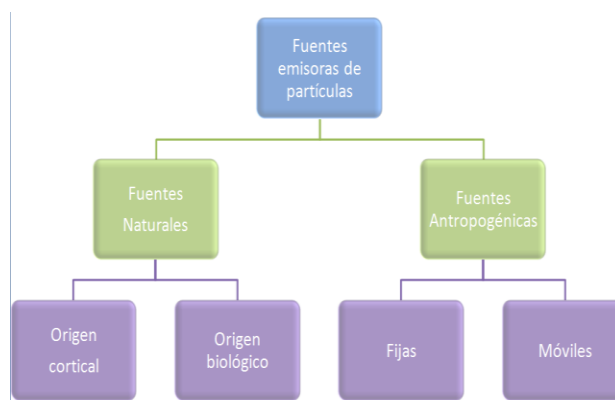 Fuentes
emisoras de
partículas
Fuentes
Naturales
Fuentes
Antropogénicas
Origen
cortical
Origen
biológico
Fijas
Móviles